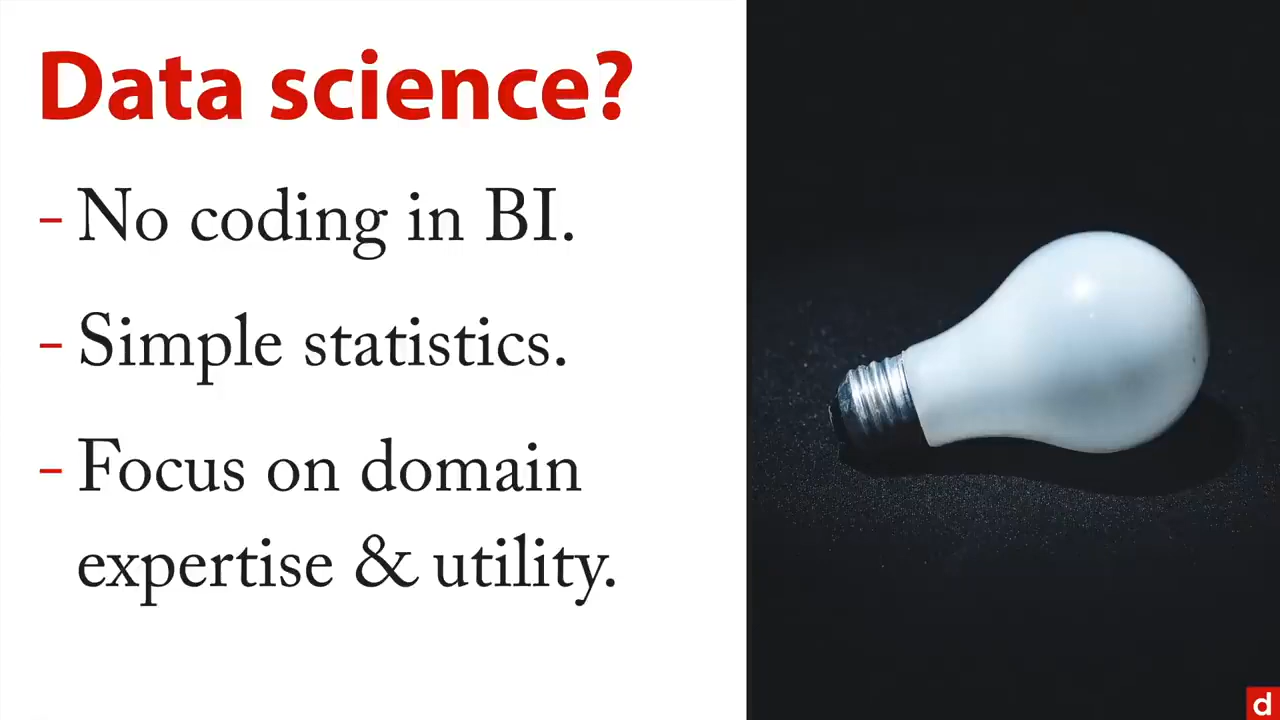 Data science?
- No coding in BI.
- Simple statistics.
- Focus on domain
expertise & utility.
d